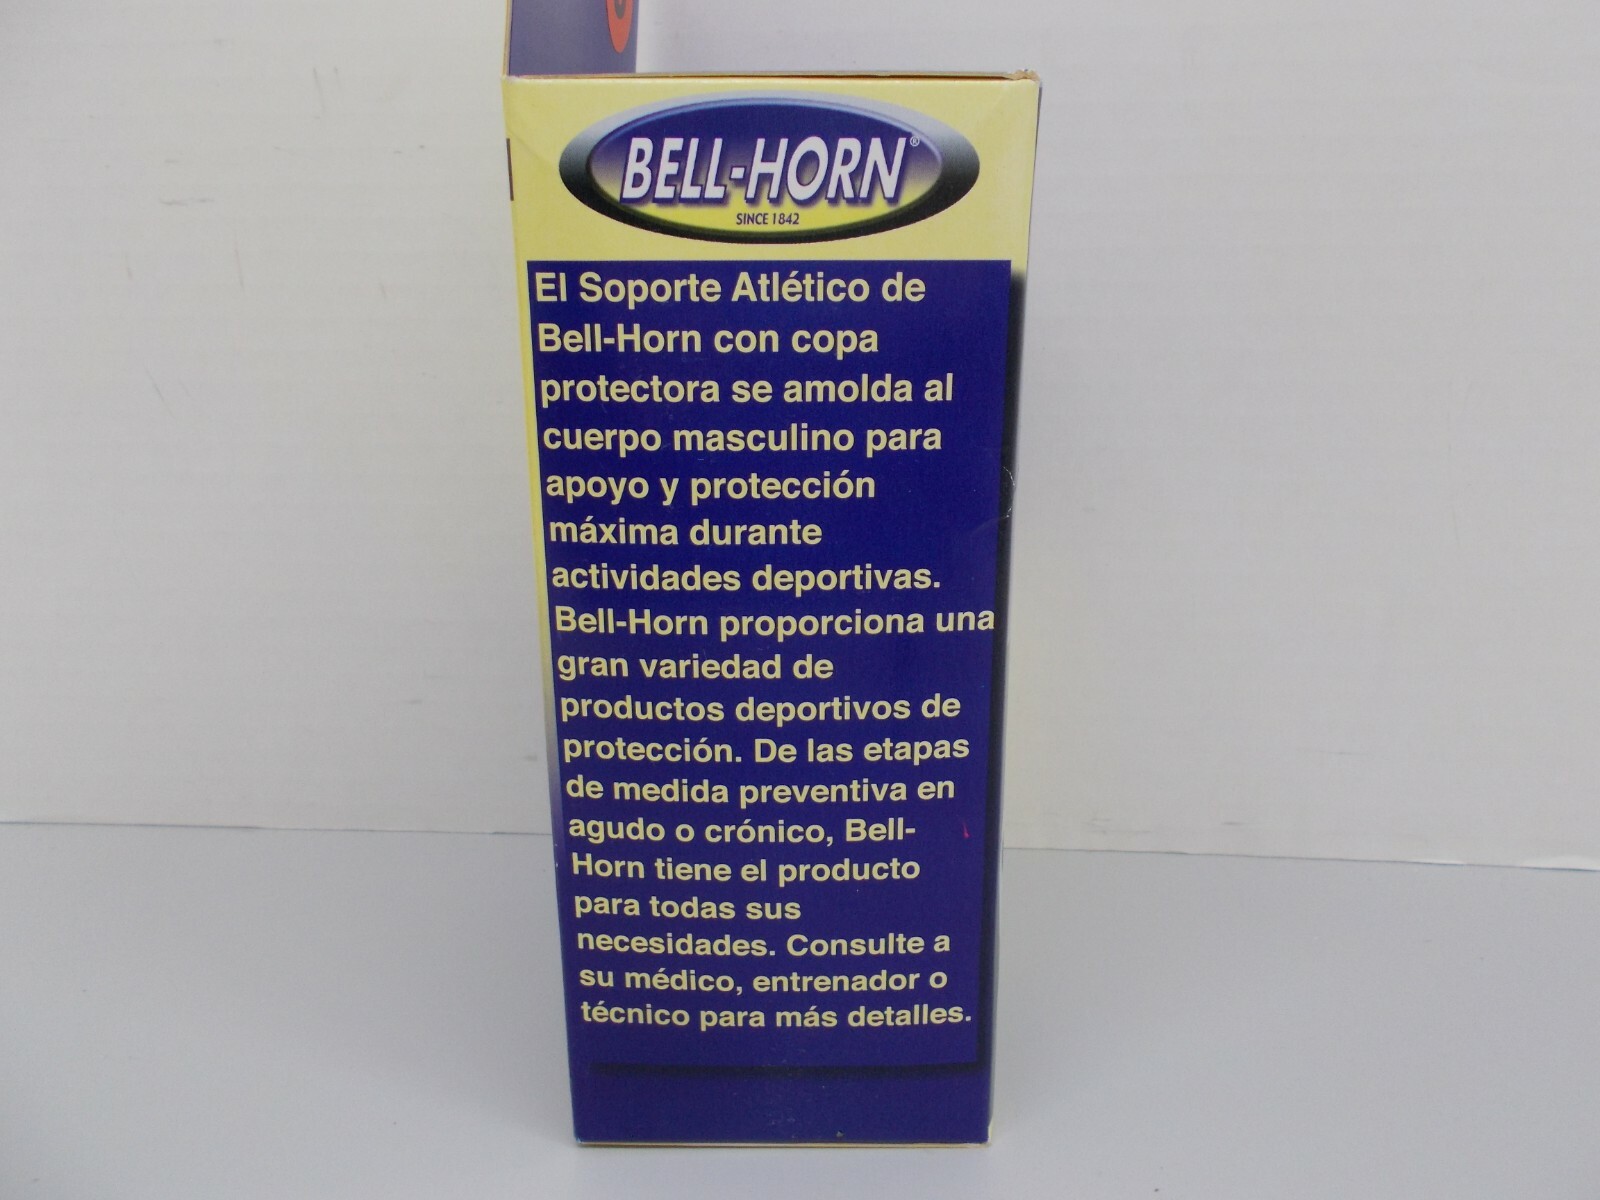 BELL-HORN®
SINCE 1842
El Soporte Atlético de
Bell-Horn con copa
protectora se amolda al
cuerpo masculino para
apoyo y protección
máxima durante
actividades deportivas.
Bell-Horn proporciona una
gran variedad de
productos deportivos de
protección. De las etapas
de medida preventiva en
agudo o crónico, Bell-
Horn tiene el producto
para todas sus
necesidades. Consulte a
su médico, entrenador o
técnico para más detalles.